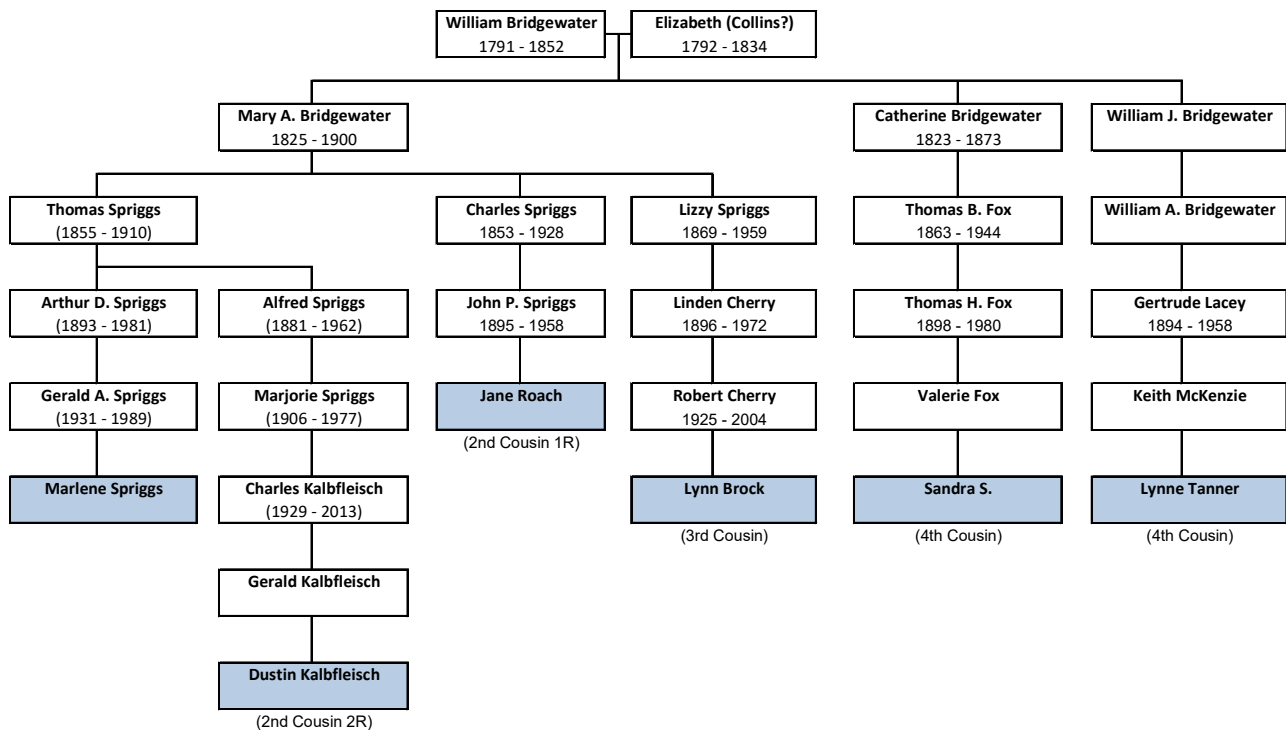 William Bridgewater
1791 - 1852
Elizabeth (Collins?)
1792 - 1834
Mary A. Bridgewater
1825 - 1900
Catherine Bridgewater
1823 - 1873
William J. Bridgewater
Thomas Spriggs
(1855 - 1910)
Charles Spriggs
1853 - 1928
Lizzy Spriggs
1869 - 1959
Thomas B. Fox
1863 - 1944
William A. Bridgewater
Arthur D. Spriggs
(1893 - 1981)
Alfred Spriggs
(1881 - 1962)
John P. Spriggs
1895 - 1958
Linden Cherry
1896 - 1972
Thomas H. Fox
1898 - 1980
Gertrude Lacey
1894 - 1958
Gerald A. Spriggs
(1931 - 1989)
Marjorie Spriggs
(1906 - 1977)
Jane Roach
(2nd Cousin 1R)
Robert Cherry
1925 - 2004
Valerie Fox
Keith McKenzie
Marlene Spriggs
Charles Kalbfleisch
(1929 - 2013)
Lynn Brock
(3rd Cousin)
Sandra S.
(4th Cousin)
Lynne Tanner
(4th Cousin)
Gerald Kalbfleisch
Dustin Kalbfleisch
(2nd Cousin 2R)